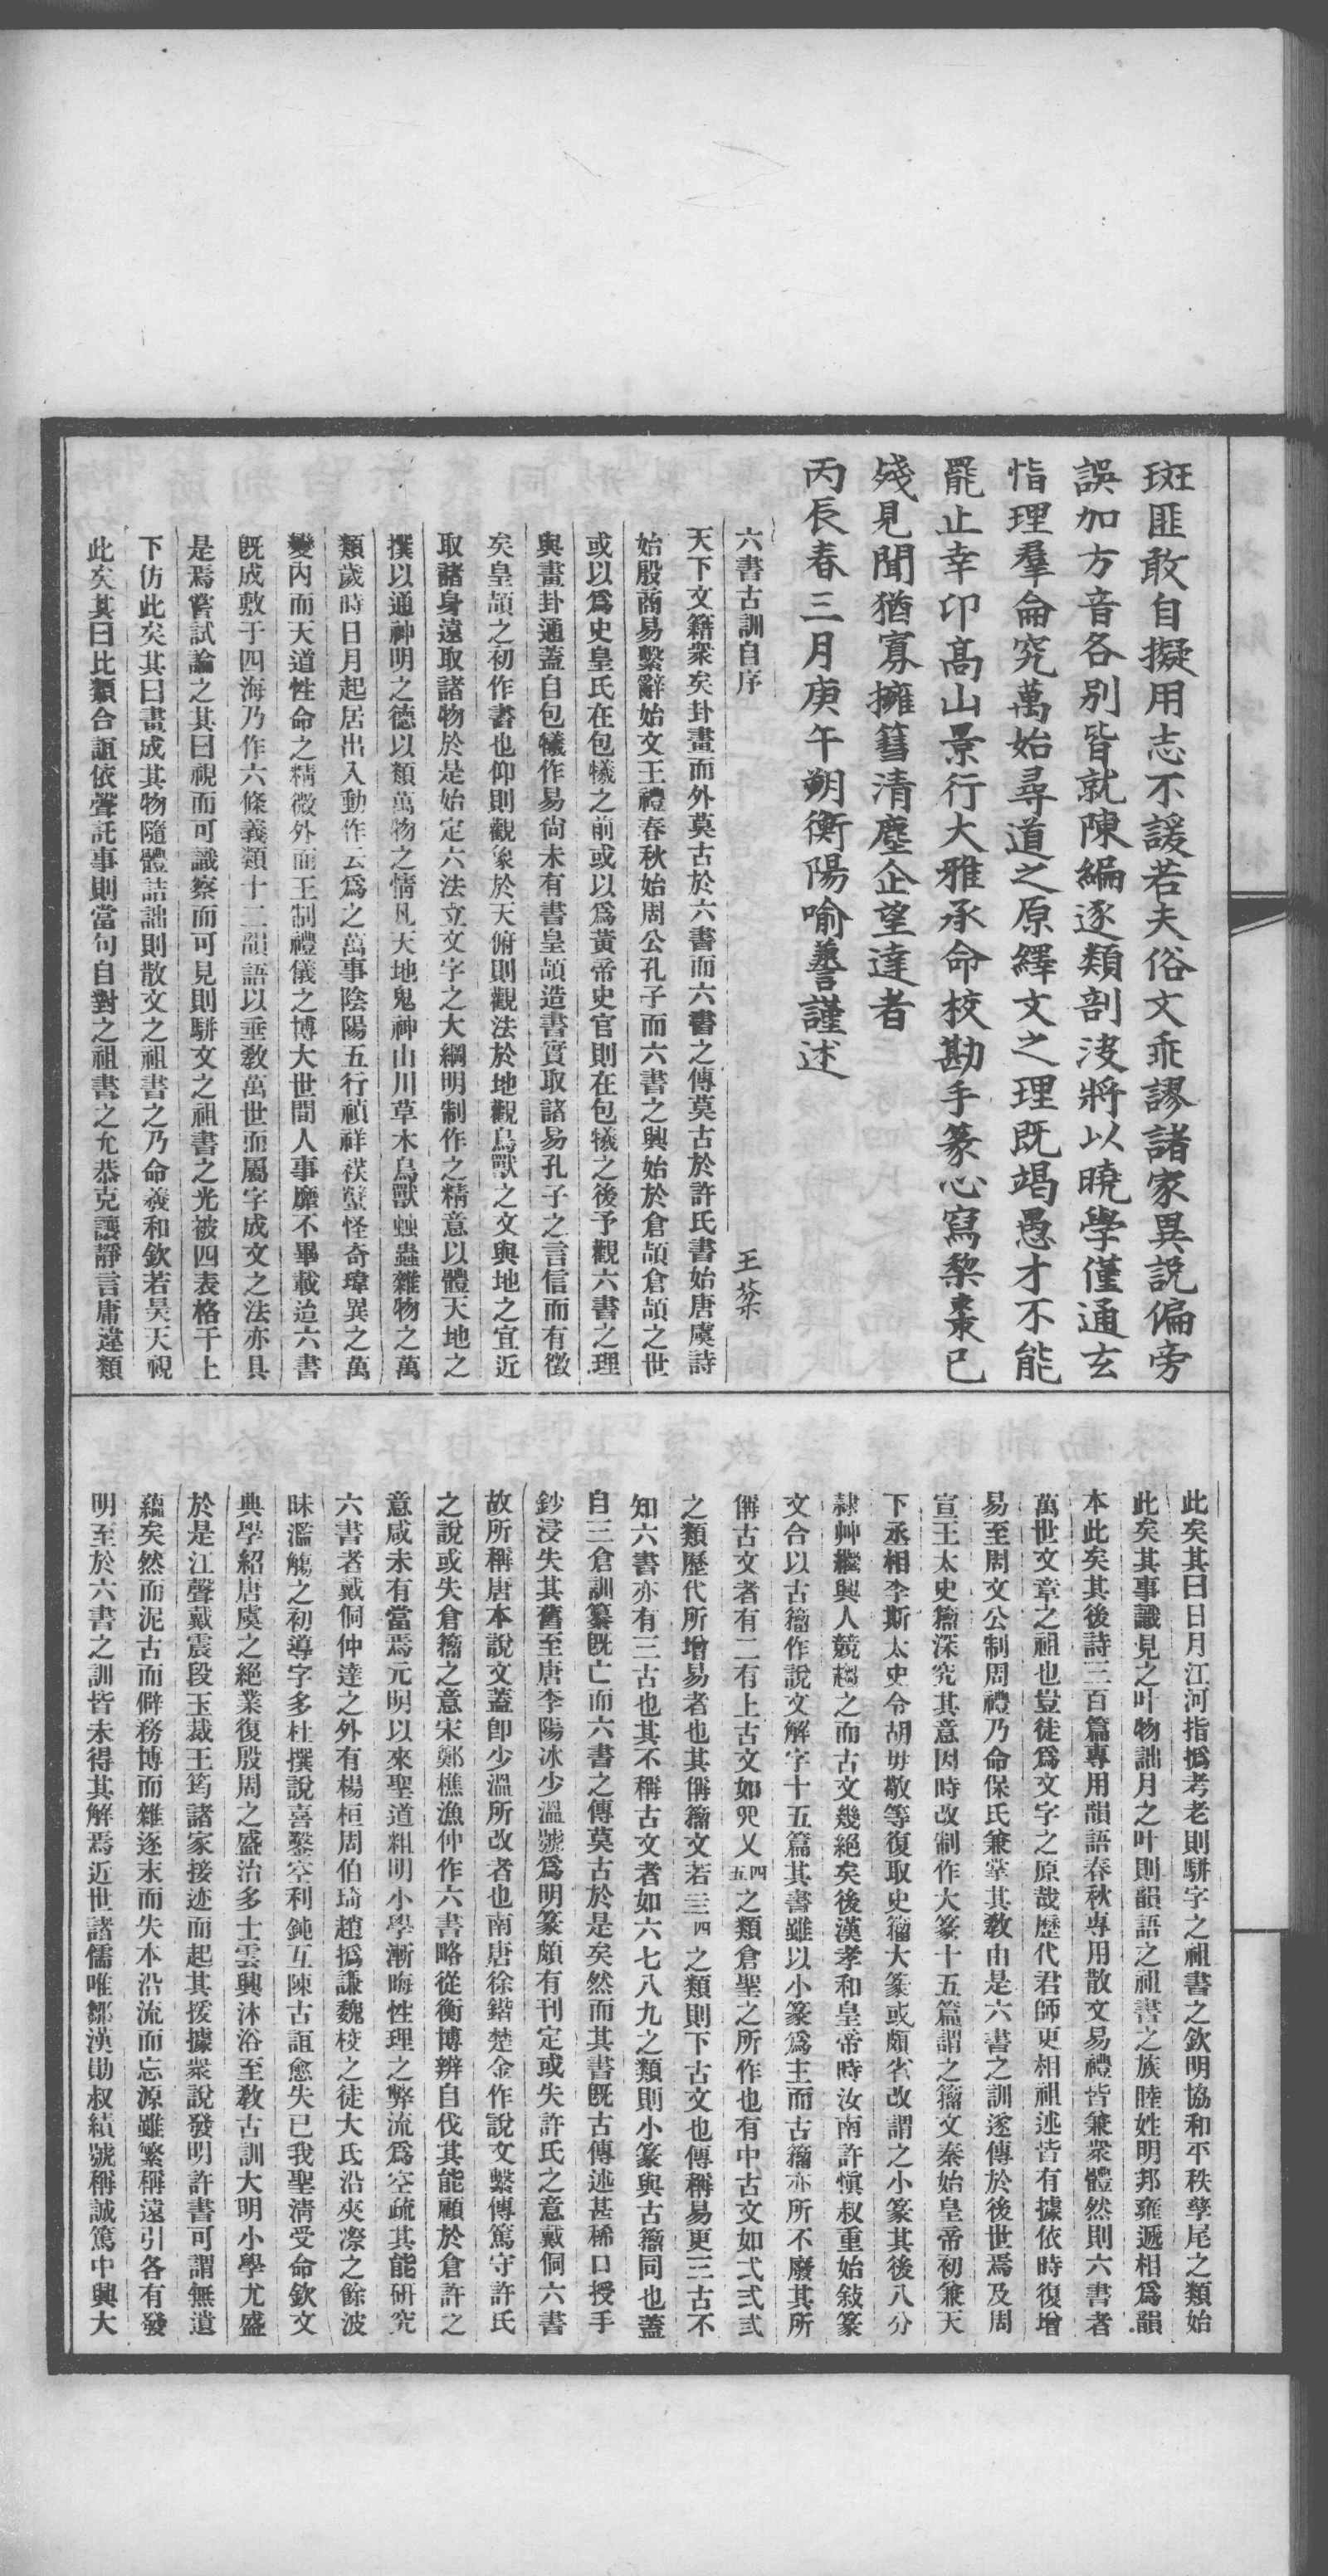 斑匪敢自擬用志不諼若夫俗文乖謬諸家異説偏旁
誤加方音各別皆就陳編逐類剖浚將以曉學僅通玄
恉理羣侖究萬始尋道之原繹文之理既竭愚才不能
罷止幸卬高山景行大雅承命校勘手篆心寫棃棗已
殘見聞猶寡擁篲清塵企望達者
丙辰春三月庚午朔衡陽喻謩謹述
六書古訓自序
王棻
天下文籍衆矣卦畫而外莫古於六書而六書之傳莫古於許氏書始唐虞詩
始殷商易繫辭始文王禮春秋始周公孔子而六書之興始於倉頡倉頡之世
或以爲史皇氏在包犧之前或以爲黃帝史官則在包犧之後予觀六書之理
與畫卦通蓋自包犧作易尙未有書皇頡造書實取諸易孔子之言信而有徵
矣皇頡之初作書也仰則觀象於天俯則觀法於地觀鳥獸之文與地之宜近
取諸身遠取諸物於是始定六法立文字之大綱明制作之精意以體天地之
撰以通神明之德以類萬物之情凡天地鬼神山川草木鳥獸蚰蟲雜物之萬
類歲時日月起居出入動作云爲之萬事陰陽五行禎祥祅㜸怪奇瑋異之萬
變內而天道性命之精微外而王制禮儀之博大世間人事靡不畢載迨六書
旣成敷于四海乃作六條義類十二韻語以垂敎萬世而屬字成文之法亦具
是焉嘗試論之其曰視而可識察而可見則駢文之祖書之光被四表格于上
下仿此矣其曰畫成其物隨體詰詘則散文之祖書之乃命羲和欽若昊天視
此矣其曰比類合誼依聲託事則當句自對之祖書之允恭克讓靜言庸違類
此矣其曰日月江河指撝考老則駢字之祖書之欽明協和平秩孳尾之類始
此矣其事識見之叶物詘月之叶則韻語之祖書之族睦姓明邦雍遞相爲韻
本此矣其後詩三百篇專用韻語春秋專用散文易禮皆兼衆體然則六書者
萬世文章之祖也豈徒爲文字之原哉歷代君師更相祖述皆有據依時復增
易至周文公制周禮乃命保氏兼掌其敎由是六書之訓遂傳於後世焉及周
宣王太史籀深究其意因時改制作大篆十五篇謂之籀文秦始皇帝初兼天
下丞相李斯太史令胡毋敬等復取史籀大篆或頗省改謂之小篆其後八分
隸艸繼興人競趨之而古文幾絕矣後漢孝和皇帝時汝南許愼叔重始敍篆
文合以古籀作說文解字十五篇其書雖以小篆爲主而古籀亦所不廢其所
偁古文者有二有上古文如𦉭乂四五之類倉聖之所作也有中古文如弌弍弎
之類歷代所增易者也其偁籀文若亖四之類則下古文也傳稱易更三古不
知六書亦有三古也其不稱古文者如六七八九之類則小篆與古籀同也蓋
自三倉訓纂旣亡而六書之傳莫古於是矣然而其書旣古傳述甚稀口授手
鈔浸失其舊至唐李陽冰少溫號爲明篆頗有刊定或失許氏之意戴侗六書
故所稱唐本說文蓋卽少溫所改者也南唐徐鍇楚金作說文繫傳篤守許氏
之說或失倉籀之意宋鄭樵漁仲作六書略從衡博辨自伐其能顧於倉許之
意咸未有當焉元明以來聖道粗明小學漸晦性理之弊流爲空疏其能研究
六書者戴侗仲達之外有楊桓周伯琦趙撝謙魏校之徒大氐沿夾漈之餘波
昧濫觴之初導字多杜撰說喜鑿空利鈍互陳古誼愈失已我聖淸受命欽文
典學紹唐虞之絕業復殷周之盛治多士雲興沐浴至敎古訓大明小學尤盛
於是江聲戴震段玉裁王筠諸家接迹而起其援據衆說發明許書可謂無遺
蘊矣然而泥古而僻務博而雜逐末而失本沿流而忘源雖繁稱遠引各有發
明至於六書之訓皆未得其解焉近世諸儒唯鄒漢勛叔績號稱誠篤中興大